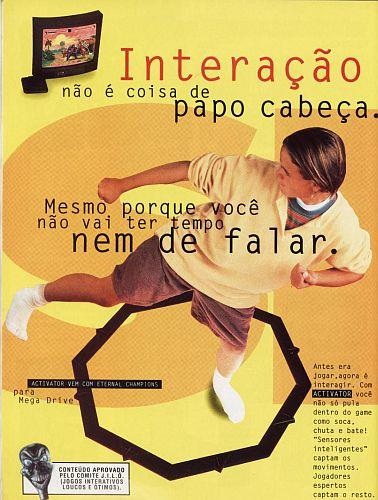 Interação
não é coisa de
papo cabeça.
Mesmo porque você
não vai ter tempo
nem de falar.
ACTIVATOR VEM COM ETERNAL CHAMPIONS
para
Mega Drive
Antes era
jogar,agora é
interagir. Com
ACTIVATOR você
não só pula
dentro do game
como soca,
chuta e bate!
"Sensores
inteligentes"
captam os
movimentos.
Jogadores
espertos
captam o resto.
CONTEÚDO APROVADO
PELO COMITE J.I.L.Ó.
(JOGOS INTERATIVOS
LOUCOS E ÓTIMOS).